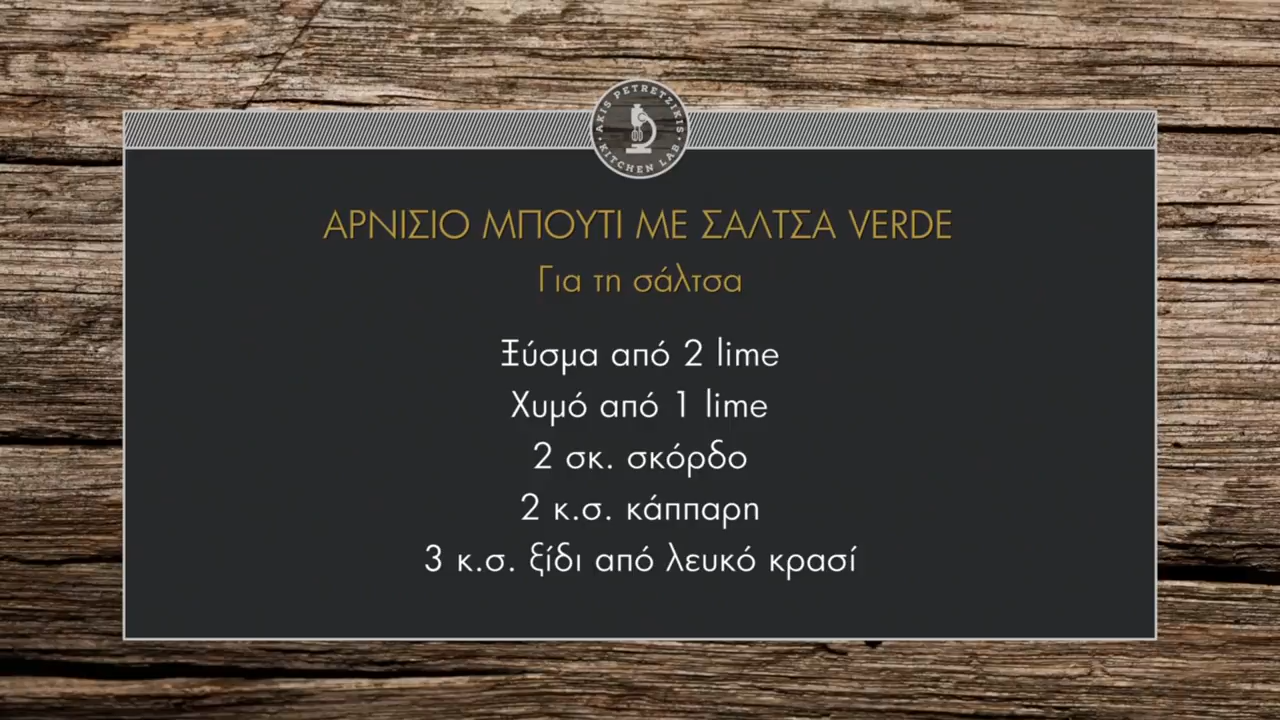 AKIS PETRETZIKIS
KITCHEN LAB
ΑΡΝΙΣΙΟ ΜΠΟΥΤΙ ΜΕ ΣΑΛΤΣΑ VERDE
Για τη σάλτσα
Ξύσμα από 2 lime
Χυμό από 1 lime
2 σκ. σκόρδο
2 κ.σ. κάππαρη
3 κ.σ. ξίδι από λευκό κρασί